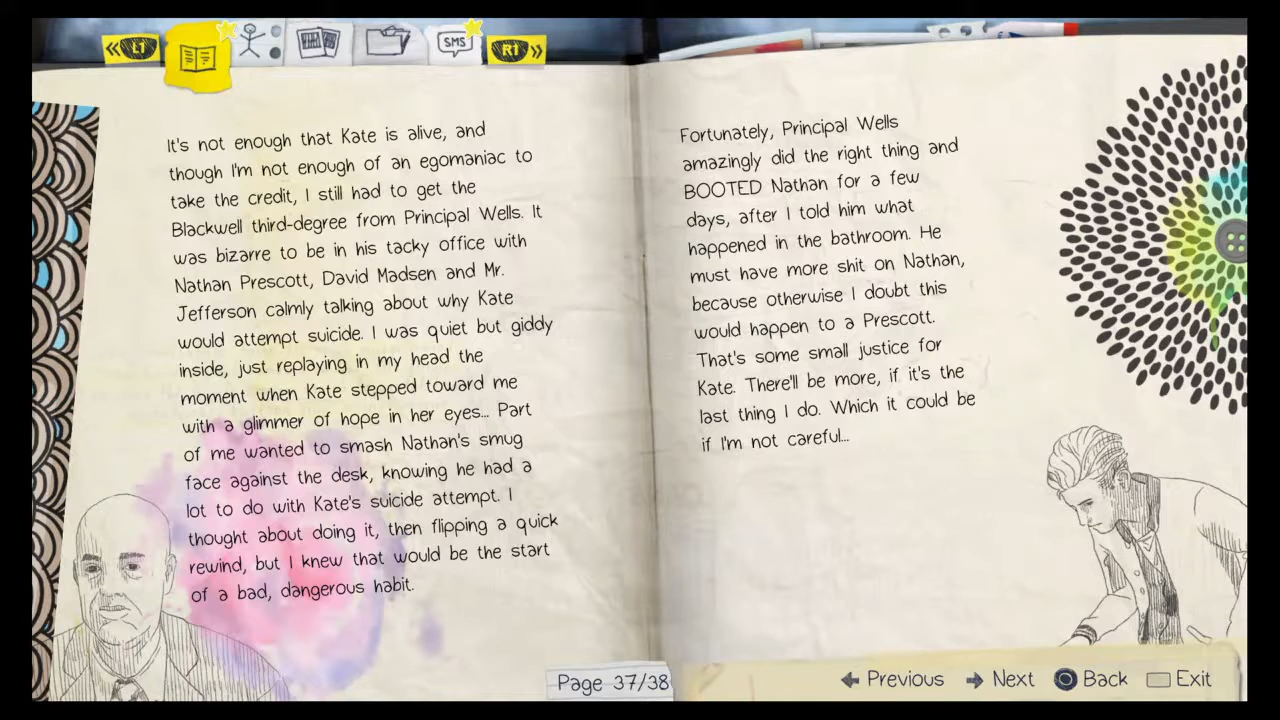 L1
SMS
R1
It's not enough that Kate is alive, and
though I'm not enough of an egomaniac to
take the credit, I still had to get the
Blackwell third-degree from Principal Wells. It
was bizarre to be in his tacky office with
Nathan Prescott, David Madsen and Mr.
Jefferson calmly talking about why Kate
would attempt suicide. I was quiet but giddy
inside, just replaying in my head the
moment when Kate stepped toward me
with a glimmer of hope in her eyes... Part
of me wanted to smash Nathan's smug
face against the desk, knowing he had a
lot to do with Kate's suicide attempt. I
thought about doing it, then flipping a quick
rewind, but I knew that would be the start
of a bad, dangerous habit.
Fortunately, Principal Wells
amazingly did the right thing and
BOOTED Nathan for a few
days, after I told him what
happened in the bathroom. He
must have more shit on Nathan,
because otherwise I doubt this
would happen to a Prescott.
That's some small justice for
Kate. There'll be more, if it's the
last thing I do. Which it could be
if I'm not careful...
Page 37/38
Previous
Next
Back
Exit